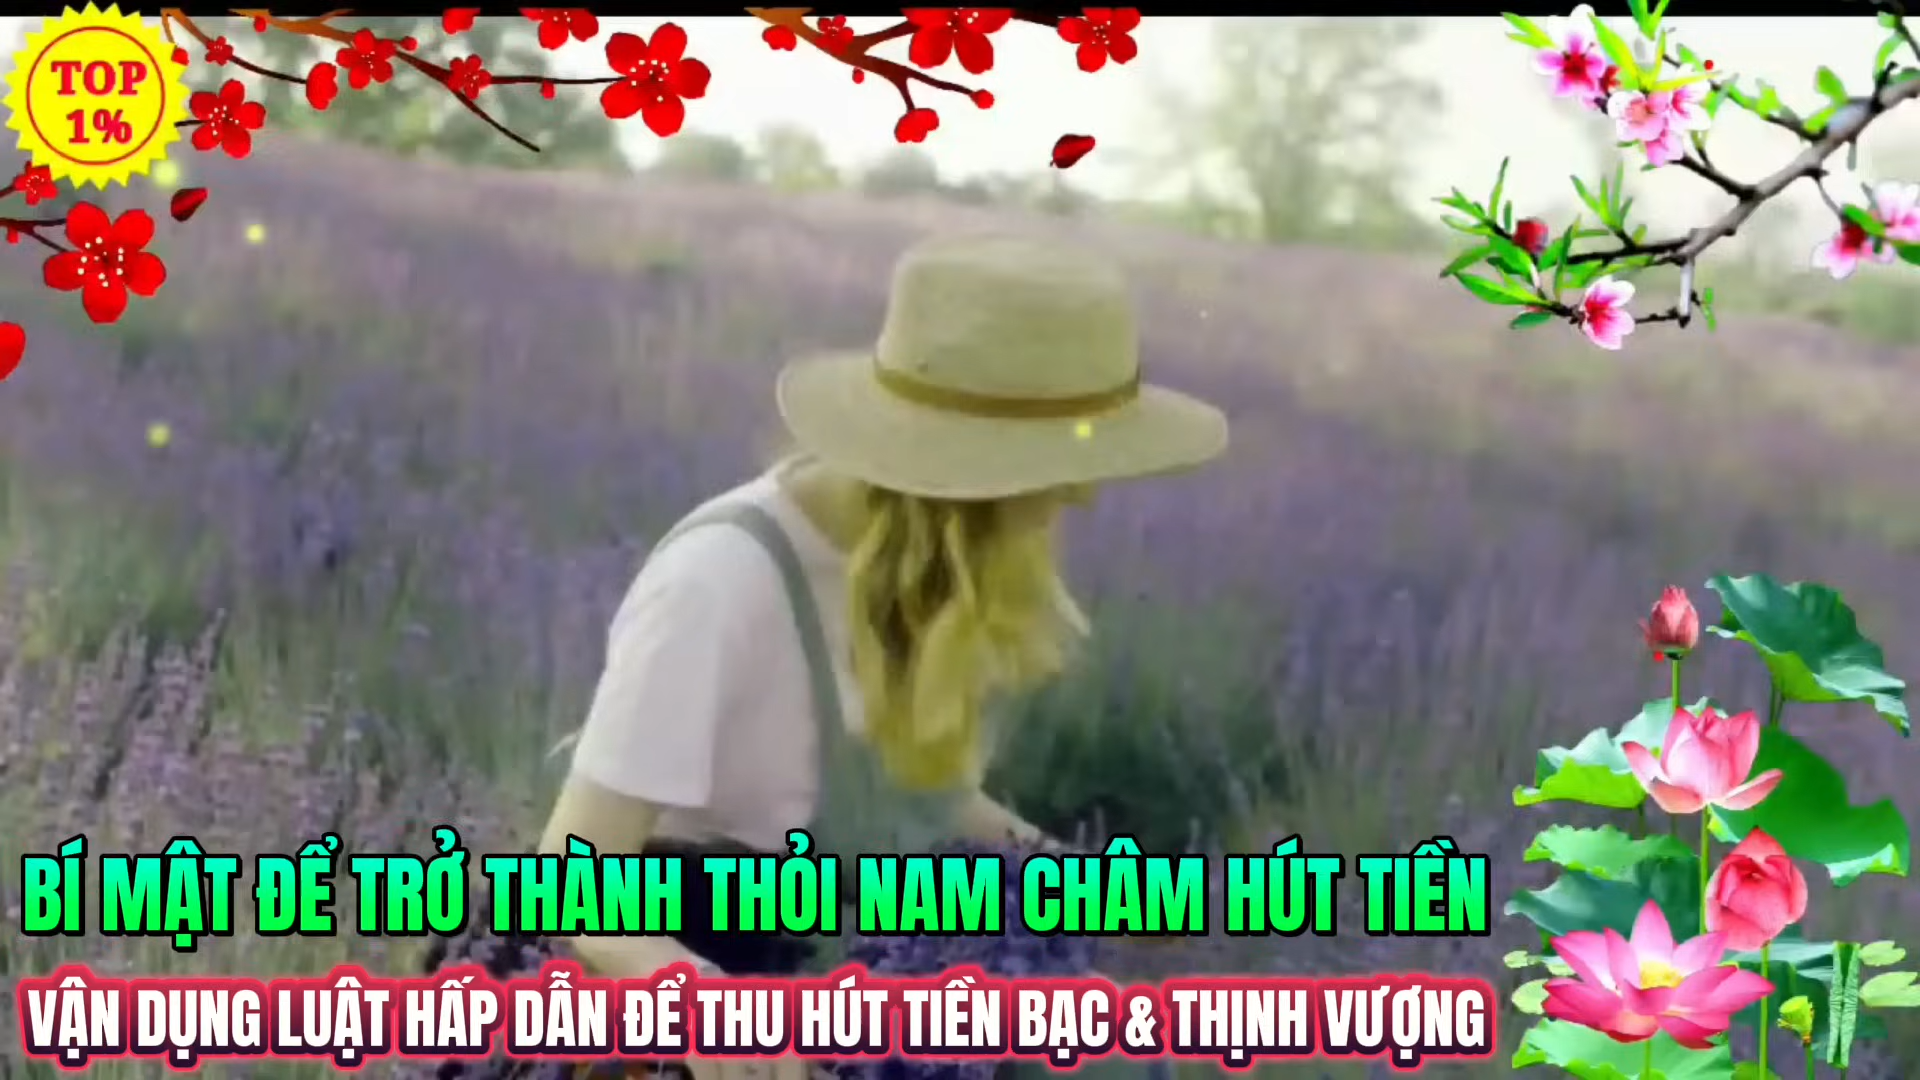 TOP
1%
BÍ MẬT ĐỂ TRỞ THÀNH THỎI NAM CHÂM HÚT TIỀN
VẬN DỤNG LUẬT HẤP DẪN ĐỂ THU HÚT TIỀN BẠC & THỊNH VƯỢNG